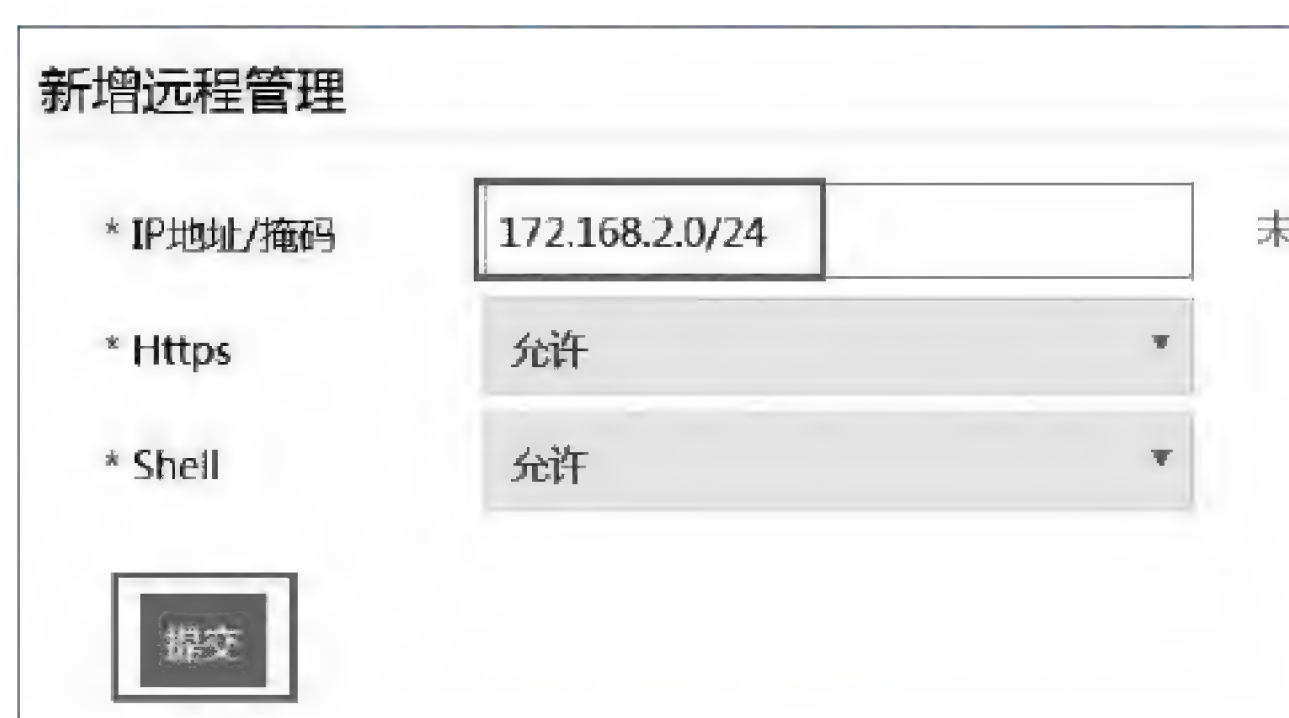 新增远程管理
* IP地址/掩码 172.168.2.0/24
* Https 允许
* Shell 允许
提交